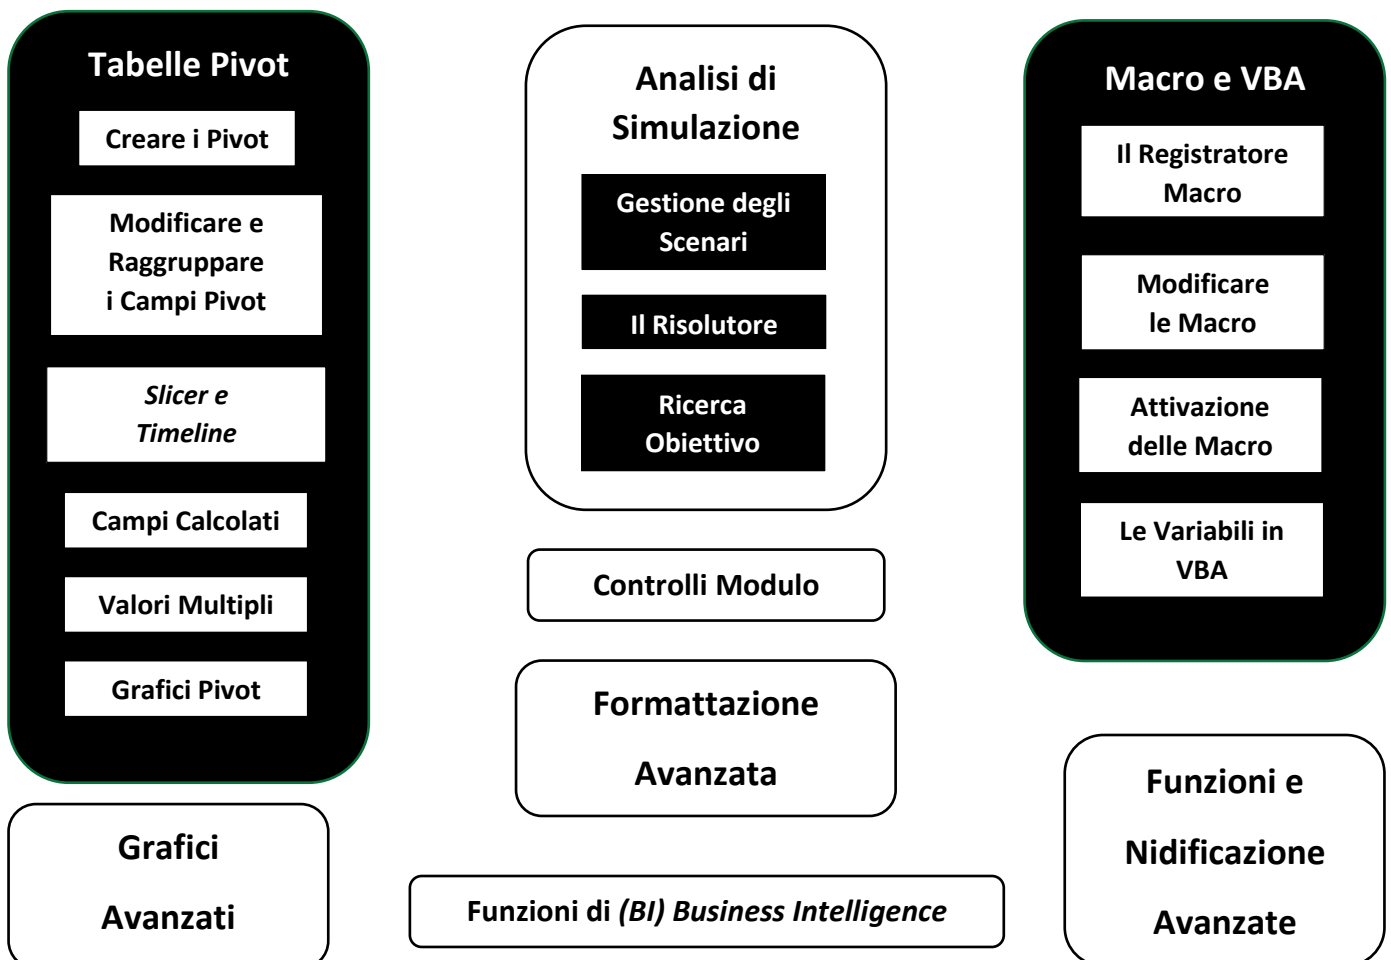 Tabelle Pivot
Creare i Pivot
Modificare e
Raggruppare
i Campi Pivot
Slicer e
Timeline
Campi Calcolati
Valori Multipli
Grafici Pivot
Grafici
Avanzati
Analisi di
Simulazione
Gestione degli
Scenari
Il Risolutore
Ricerca
Obiettivo
Controlli Modulo
Formattazione
Avanzata
Funzioni di (BI) Business Intelligence
Macro e VBA
Il Registratore
Macro
Modificare
le Macro
Attivazione
delle Macro
Le Variabili in
VBA
Funzioni e
Nidificazione
Avanzate